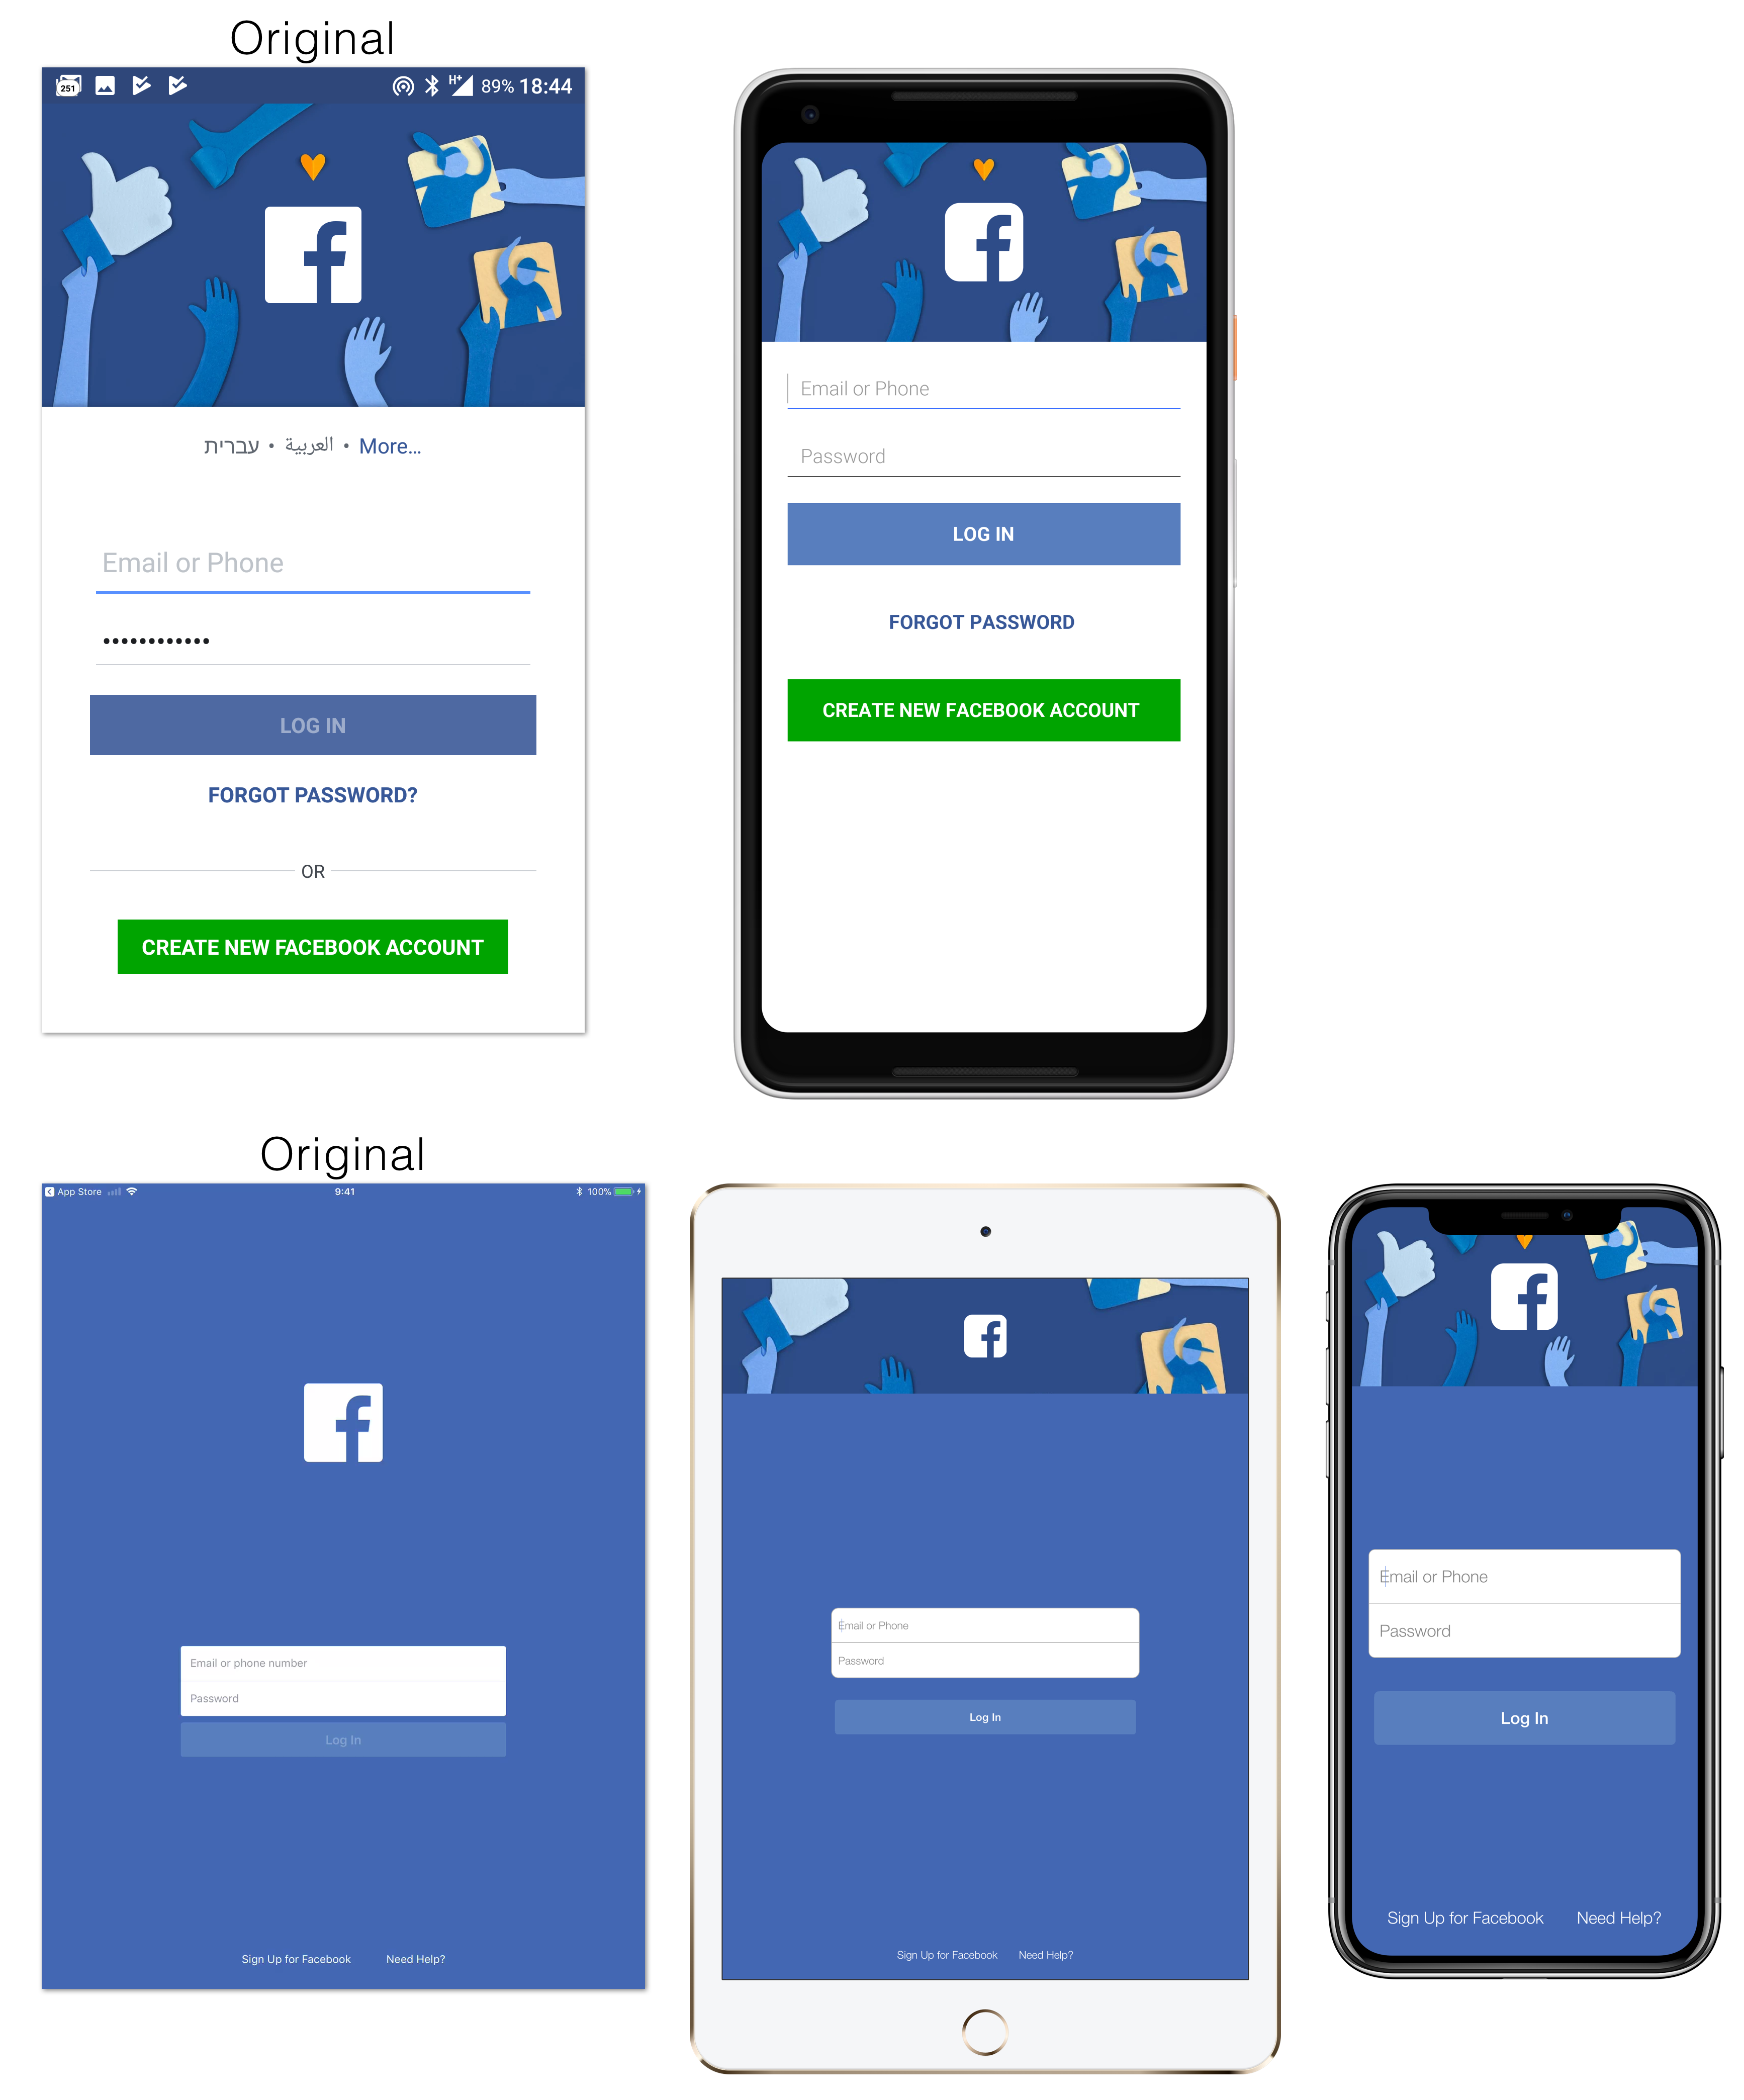 Original
251 89% 18:44
עברית • العربية • More...
Email or Phone
LOG IN
FORGOT PASSWORD?
OR
CREATE NEW FACEBOOK ACCOUNT
Email or Phone
Password
LOG IN
FORGOT PASSWORD
CREATE NEW FACEBOOK ACCOUNT
Original
App Store 9:41 100%
Email or phone number
Password
Log In
Sign Up for Facebook Need Help?
Email or Phone
Password
Log In
Sign Up for Facebook Need Help?
Email or Phone
Password
Log In
Sign Up for Facebook Need Help?